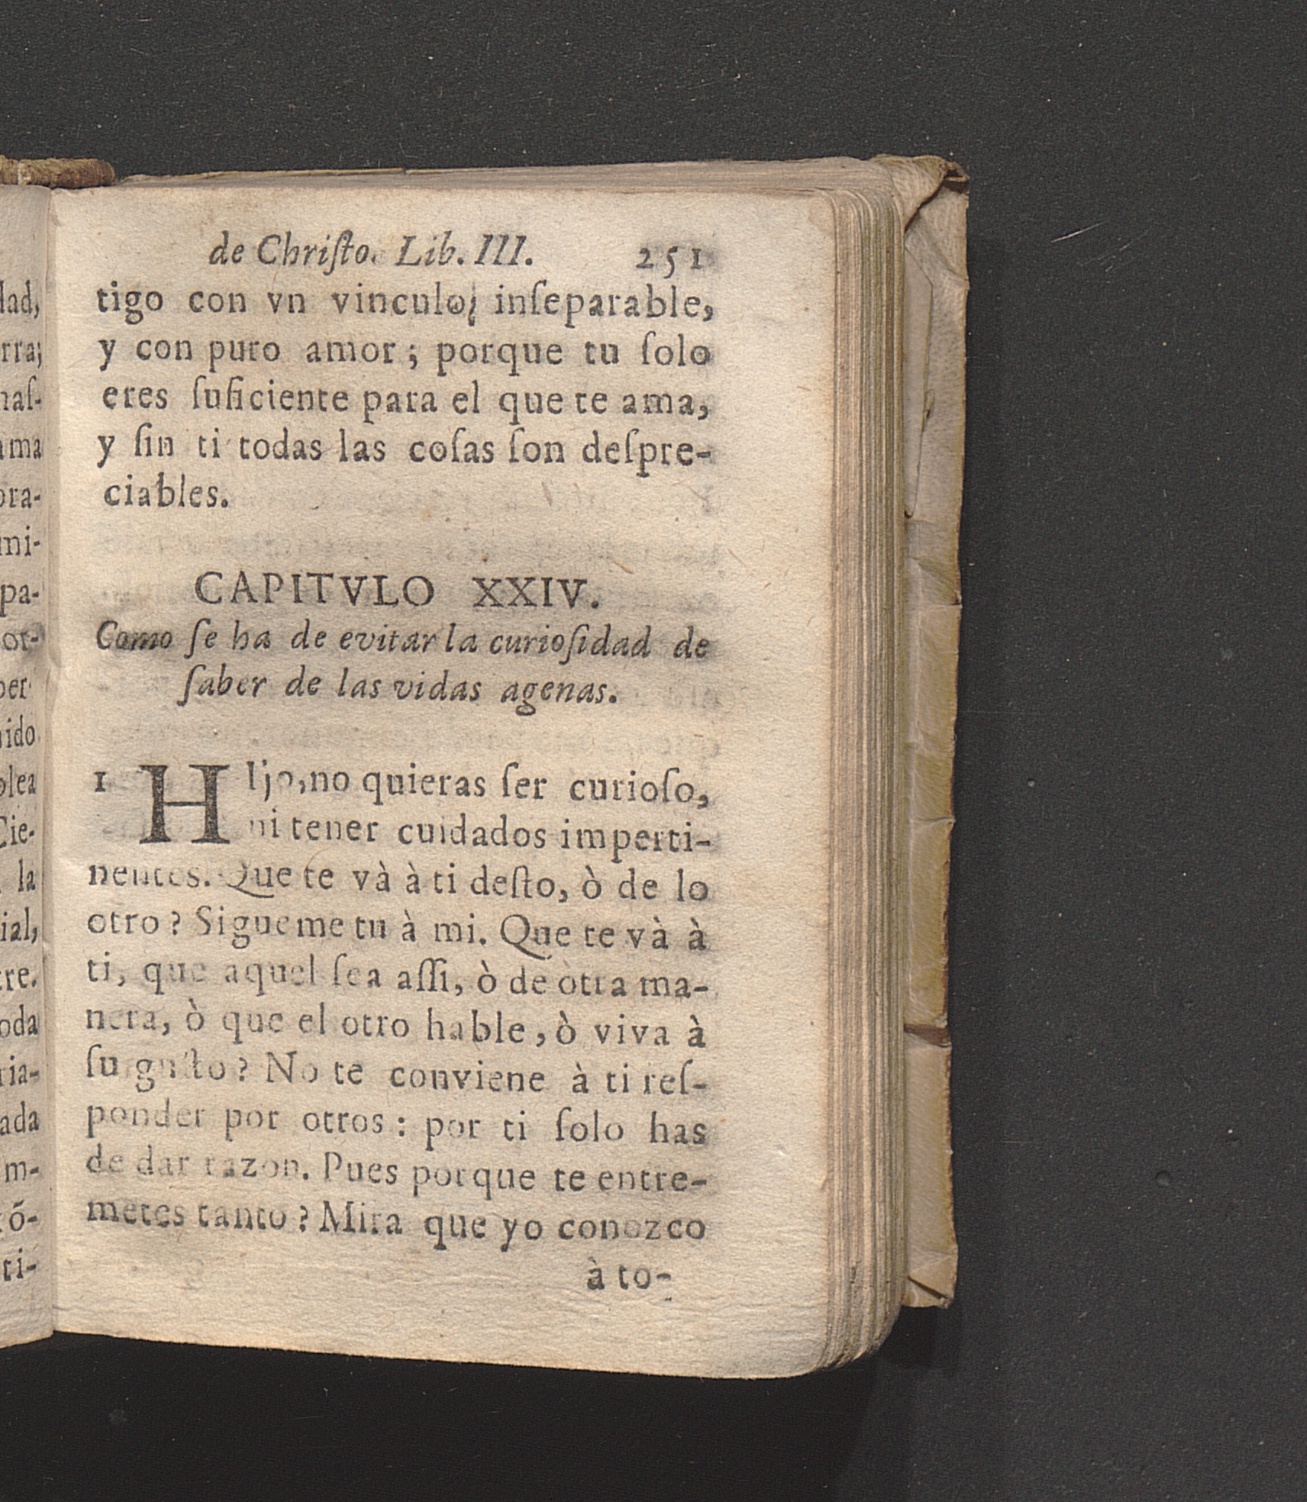 de Chriſto. Lib. III. 251
tigo con vn vinculo, inſeparable,
y con puro amor; porque tu ſolo
eres ſuficiente para el que te ama,
y ſin ti todas las coſas ſon deſpre-
ciables.
CAPITVLO XXIV.
Como ſe ha de evitar la curioſidad de
ſaber de las vidas agenas.
1 HIjo, no quieras ſer curioſo,
ni tener cuidados imperti-
nentes. Que te và à ti deſto, ò de lo
otro? Sigueme tu à mi. Que te và à
ti, que aquel ſea aſſi, ò de otra ma-
nera, ò que el otro hable, ò viva à
ſu guſto? No te conviene à ti reſ-
ponder por otros: por ti ſolo has
de dar razon. Pues porque te entre-
metes tanto? Mira que yo conozco
à to-